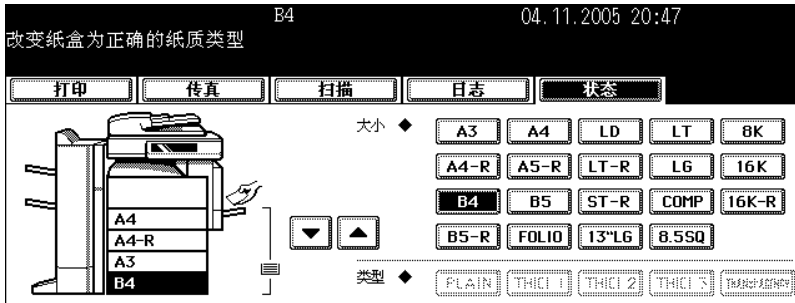 B4 04.11.2005 20:47
改变纸盒为正确的纸质类型
打印 传真 扫描 日志 状态
大小 ◆ A3 A4 LD LT 8K
A4-R A5-R LT-R LG 16K
B4 B5 ST-R COMP 16K-R
B5-R FOLIO 13"LG 8.5SQ
A4
A4-R
A3
B4
类型 ◆ PLAIN THICK 1 THICK 2 THICK 3 TRANSPARENCY